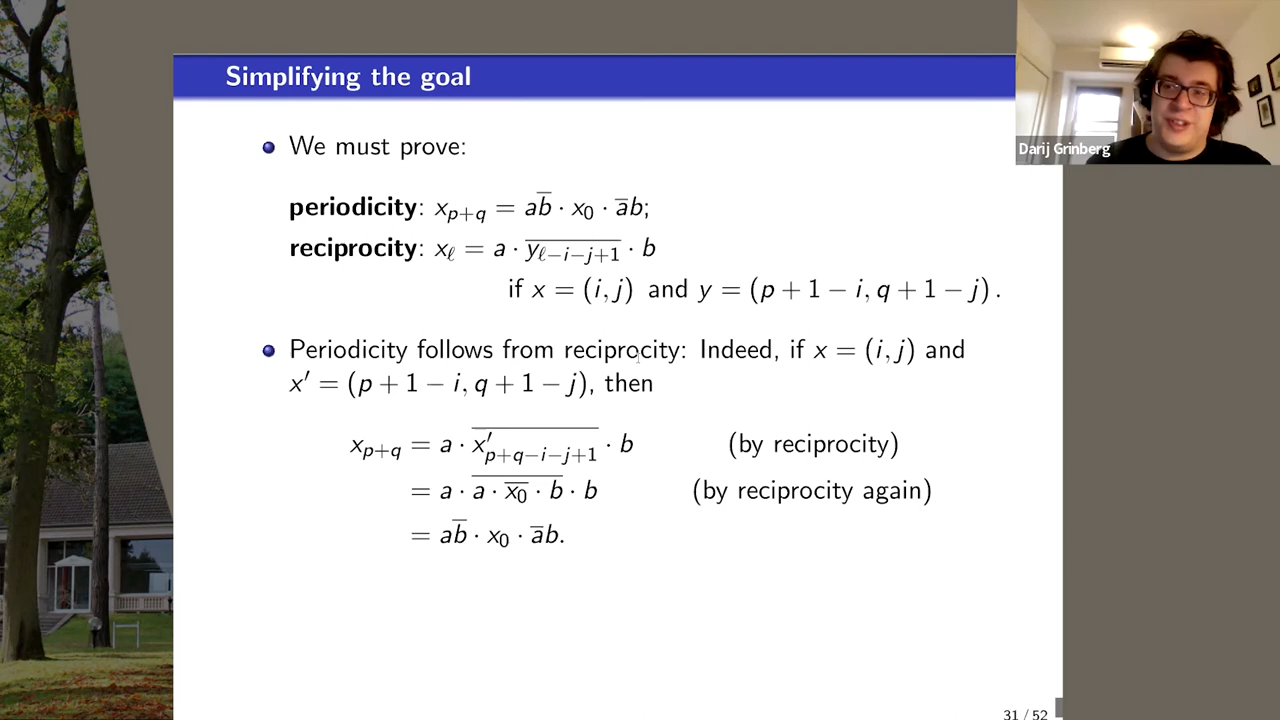 Simplifying the goal
We must prove:
periodicity: x_{p+q} = a\overline{b} · x_0 · \overline{a}b;
reciprocity: x_ℓ = a · \overline{y_{ℓ−i−j+1}} · b
if x = (i, j) and y = (p + 1 − i, q + 1 − j).
Periodicity follows from reciprocity: Indeed, if x = (i, j) and
x′ = (p + 1 − i, q + 1 − j), then
x_{p+q} = a · \overline{x′_{p+q−i−j+1}} · b (by reciprocity)
= a · \overline{a · \overline{x_0} · b} · b (by reciprocity again)
= a\overline{b} · x_0 · \overline{a}b.
31 / 52
Darij Grinberg